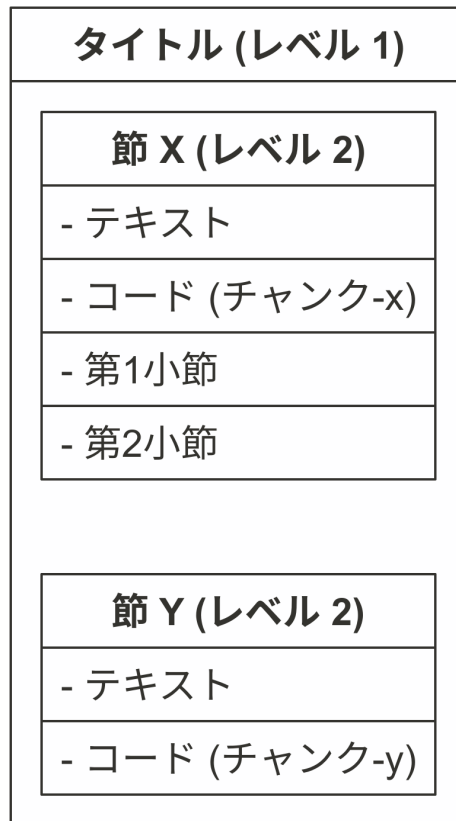 タイトル (レベル 1)
節 X (レベル 2)
- テキスト
- コード (チャンク-x)
- 第1小節
- 第2小節
節 Y (レベル 2)
- テキスト
- コード (チャンク-y)